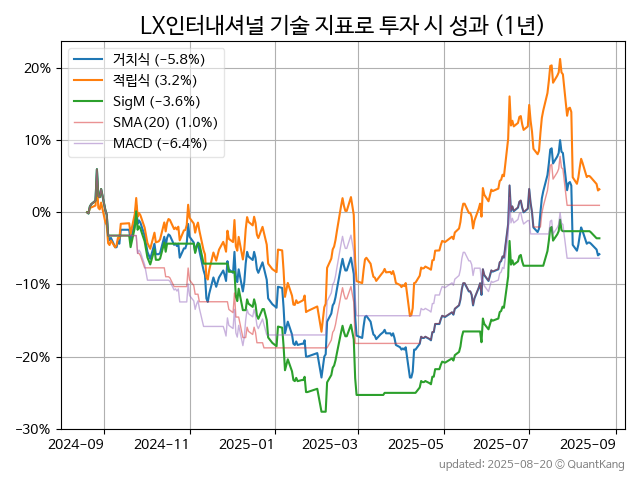 LX인터내셔널 기술 지표로 투자 시 성과 (1년)
거치식 (−5.8%)
적립식 (3.2%)
SigM (−3.6%)
SMA(20) (1.0%)
MACD (−6.4%)
20%
10%
0%
−10%
−20%
−30%
2024-09 2024-11 2025-01 2025-03 2025-05 2025-07 2025-09
updated: 2025-08-20 © QuantKang